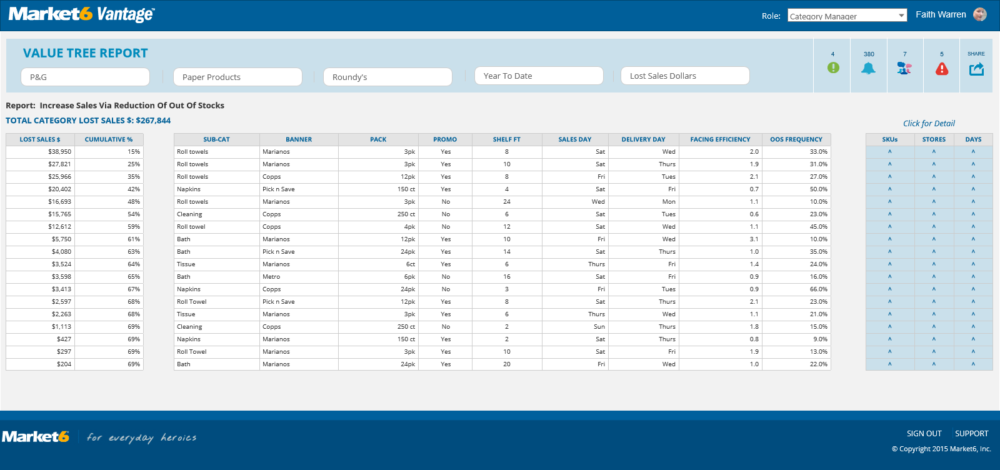 Market6 Vantage™
Role: Category Manager Faith Warren
VALUE TREE REPORT
4 380 7 5 SHARE
P&G Paper Products Roundy's Year To Date Lost Sales Dollars
Report: Increase Sales Via Reduction Of Out Of Stocks
TOTAL CATEGORY LOST SALES $: $267,844
Click for Detail
LOST SALES $ CUMULATIVE % SUB-CAT BANNER PACK PROMO SHELF FT SALES DAY DELIVERY DAY FACING EFFICIENCY OOS FREQUENCY SKUs STORES DAYS
$38,950 15% Roll towels Marianos 3pk Yes 8 Sat Wed 2.0 33.0% ^ ^ ^
$27,821 25% Roll towels Marianos 3pk Yes 10 Sat Thurs 1.9 31.0% ^ ^ ^
$25,966 35% Roll towels Copps 12pk Yes 8 Fri Tues 2.1 27.0% ^ ^ ^
$20,402 42% Napkins Pick n Save 150 ct Yes 4 Sat Fri 0.7 50.0% ^ ^ ^
$16,693 48% Roll towels Marianos 3pk No 24 Wed Mon 1.1 10.0% ^ ^ ^
$15,765 54% Cleaning Copps 250 ct No 6 Sat Tues 0.6 23.0% ^ ^ ^
$12,612 59% Roll towel Copps 4pk No 12 Sat Wed 1.1 45.0% ^ ^ ^
$5,750 61% Bath Marianos 12pk Yes 10 Fri Wed 3.1 10.0% ^ ^ ^
$4,080 63% Bath Pick n Save 24pk Yes 14 Sat Thurs 1.0 35.0% ^ ^ ^
$3,524 64% Tissue Marianos 6ct Yes 6 Thurs Fri 1.4 24.0% ^ ^ ^
$3,598 65% Bath Metro 6pk No 16 Sat Fri 0.9 16.0% ^ ^ ^
$3,413 67% Napkins Copps 24pk No 3 Fri Tues 0.9 66.0% ^ ^ ^
$2,597 68% Roll Towel Pick n Save 12pk Yes 8 Sat Thurs 2.1 23.0% ^ ^ ^
$2,263 68% Tissue Marianos 3pk Yes 6 Thurs Wed 1.1 21.0% ^ ^ ^
$1,113 69% Cleaning Copps 250 ct No 2 Sun Thurs 1.8 15.0% ^ ^ ^
$427 69% Napkins Marianos 150 ct Yes 2 Sat Thurs 0.8 9.0% ^ ^ ^
$297 69% Roll Towel Marianos 3pk Yes 10 Sat Fri 1.9 13.0% ^ ^ ^
$204 69% Bath Marianos 24pk Yes 20 Fri Wed 1.0 22.0% ^ ^ ^
Market6 for everyday heroics
SIGN OUT SUPPORT
© Copyright 2015 Market6, Inc.